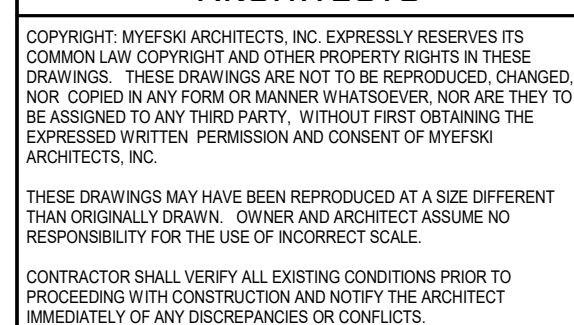 COPYRIGHT: MYEFSKI ARCHITECTS, INC. EXPRESSLY RESERVES ITS
COMMON LAW COPYRIGHT AND OTHER PROPERTY RIGHTS IN THESE
DRAWINGS. THESE DRAWINGS ARE NOT TO BE REPRODUCED, CHANGED,
NOR COPIED IN ANY FORM OR MANNER WHATSOEVER, NOR ARE THEY TO
BE ASSIGNED TO ANY THIRD PARTY, WITHOUT FIRST OBTAINING THE
EXPRESSED WRITTEN PERMISSION AND CONSENT OF MYEFSKI
ARCHITECTS, INC.
THESE DRAWINGS MAY HAVE BEEN REPRODUCED AT A SIZE DIFFERENT
THAN ORIGINALLY DRAWN. OWNER AND ARCHITECT ASSUME NO
RESPONSIBILITY FOR THE USE OF INCORRECT SCALE.
CONTRACTOR SHALL VERIFY ALL EXISTING CONDITIONS PRIOR TO
PROCEEDING WITH CONSTRUCTION AND NOTIFY THE ARCHITECT
IMMEDIATELY OF ANY DISCREPANCIES OR CONFLICTS.